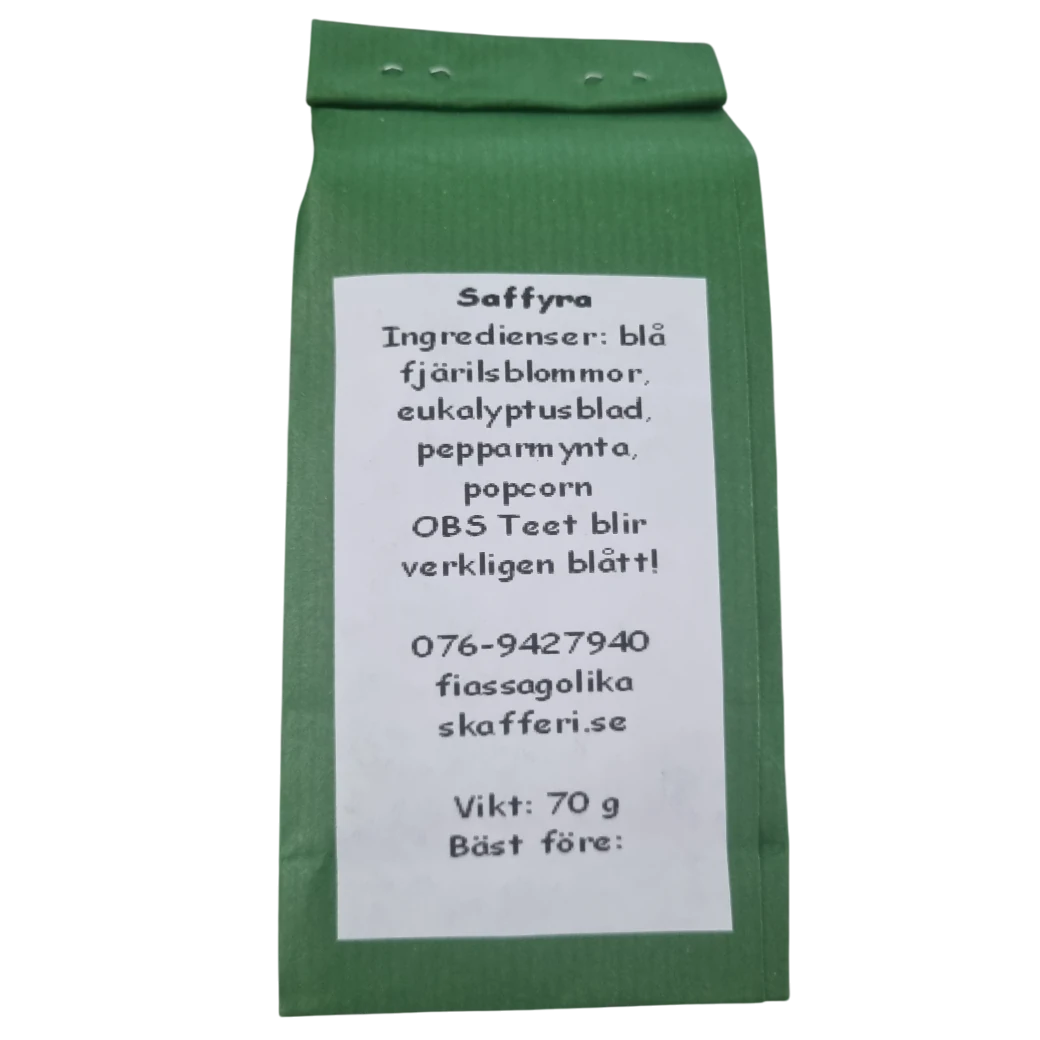 Saffyra
Ingredienser: blå
fjärilsblommor,
eukalyptusblad,
pepparmynta,
popcorn
OBS Teet blir
verkligen blått!
076-9427940
fiassagolika
skafferi.se
Vikt: 70 g
Bäst före: